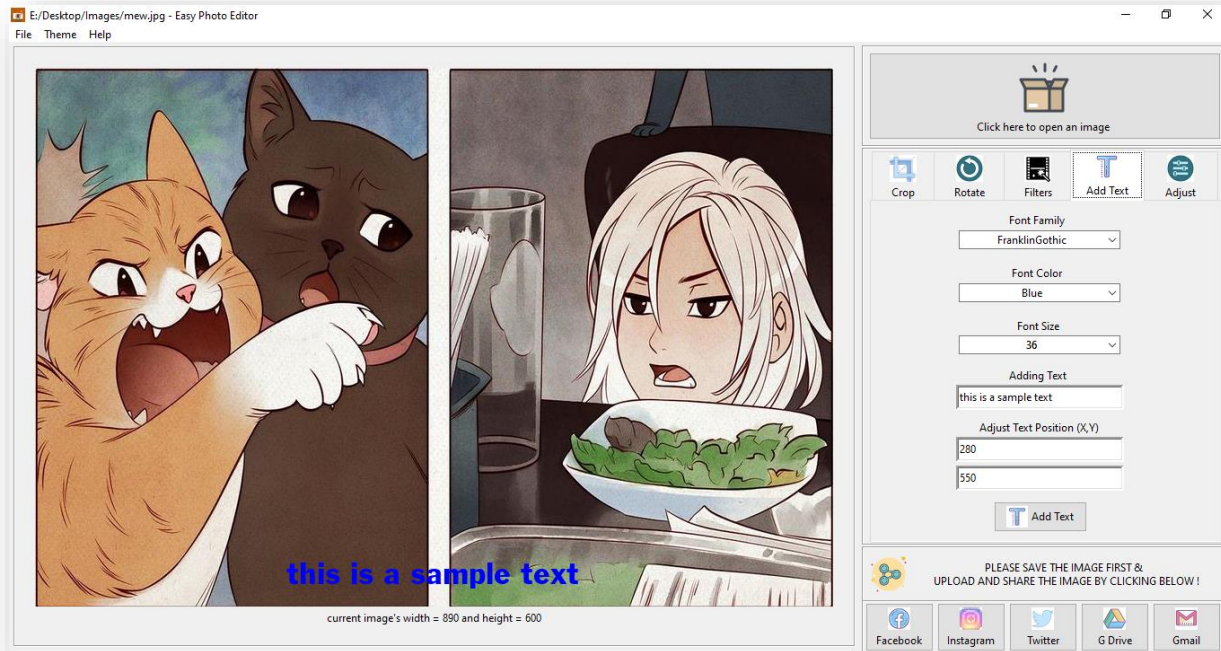 E:/Desktop/Images/mew.jpg - Easy Photo Editor
File Theme Help
Click here to open an image
Crop Rotate Filters Add Text Adjust
Font Family
FranklinGothic
Font Color
Blue
Font Size
36
Adding Text
this is a sample text
Adjust Text Position (X,Y)
280
550
Add Text
this is a sample text
current image's width = 890 and height = 600
PLEASE SAVE THE IMAGE FIRST &
UPLOAD AND SHARE THE IMAGE BY CLICKING BELOW !
Facebook Instagram Twitter G Drive Gmail